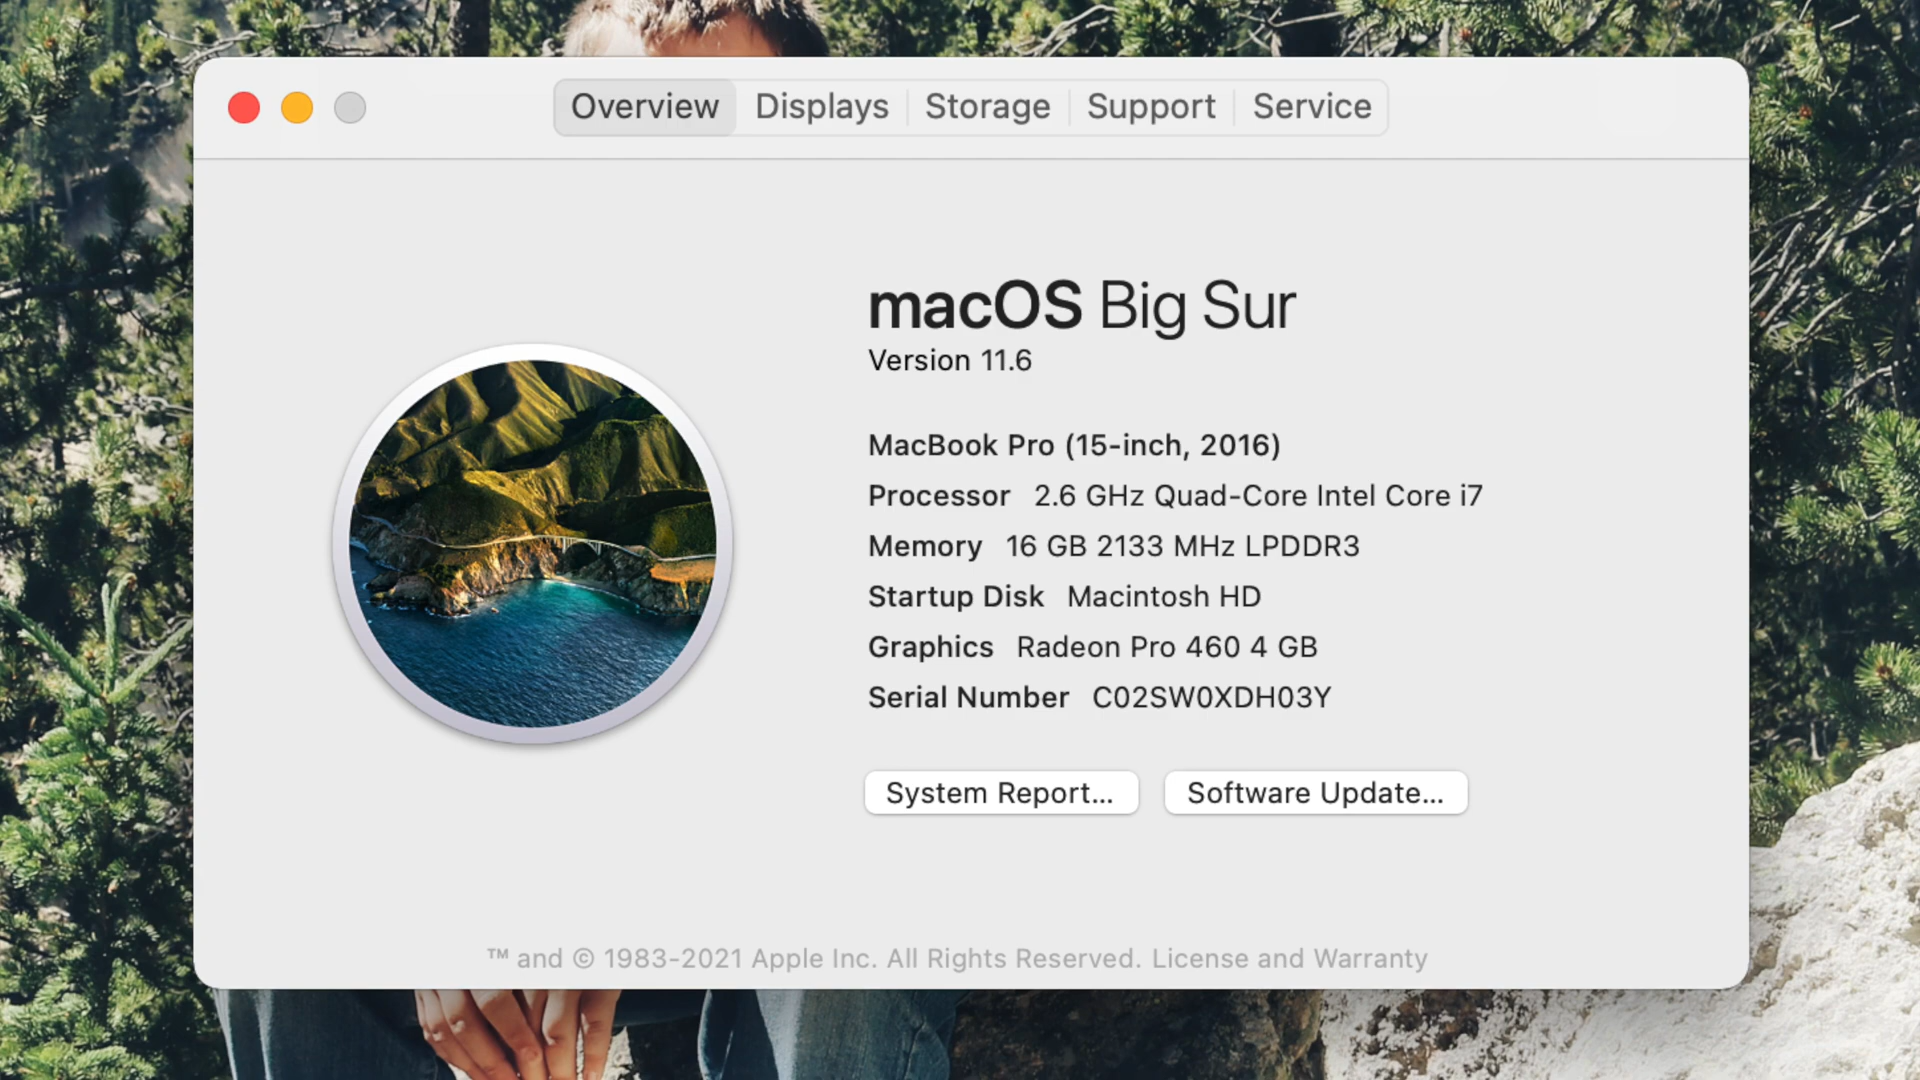 Overview Displays Storage Support Service
macOS Big Sur
Version 11.6
MacBook Pro (15-inch, 2016)
Processor 2.6 GHz Quad-Core Intel Core i7
Memory 16 GB 2133 MHz LPDDR3
Startup Disk Macintosh HD
Graphics Radeon Pro 460 4 GB
Serial Number C02SW0XDH03Y
System Report... Software Update...
™ and © 1983-2021 Apple Inc. All Rights Reserved. License and Warranty